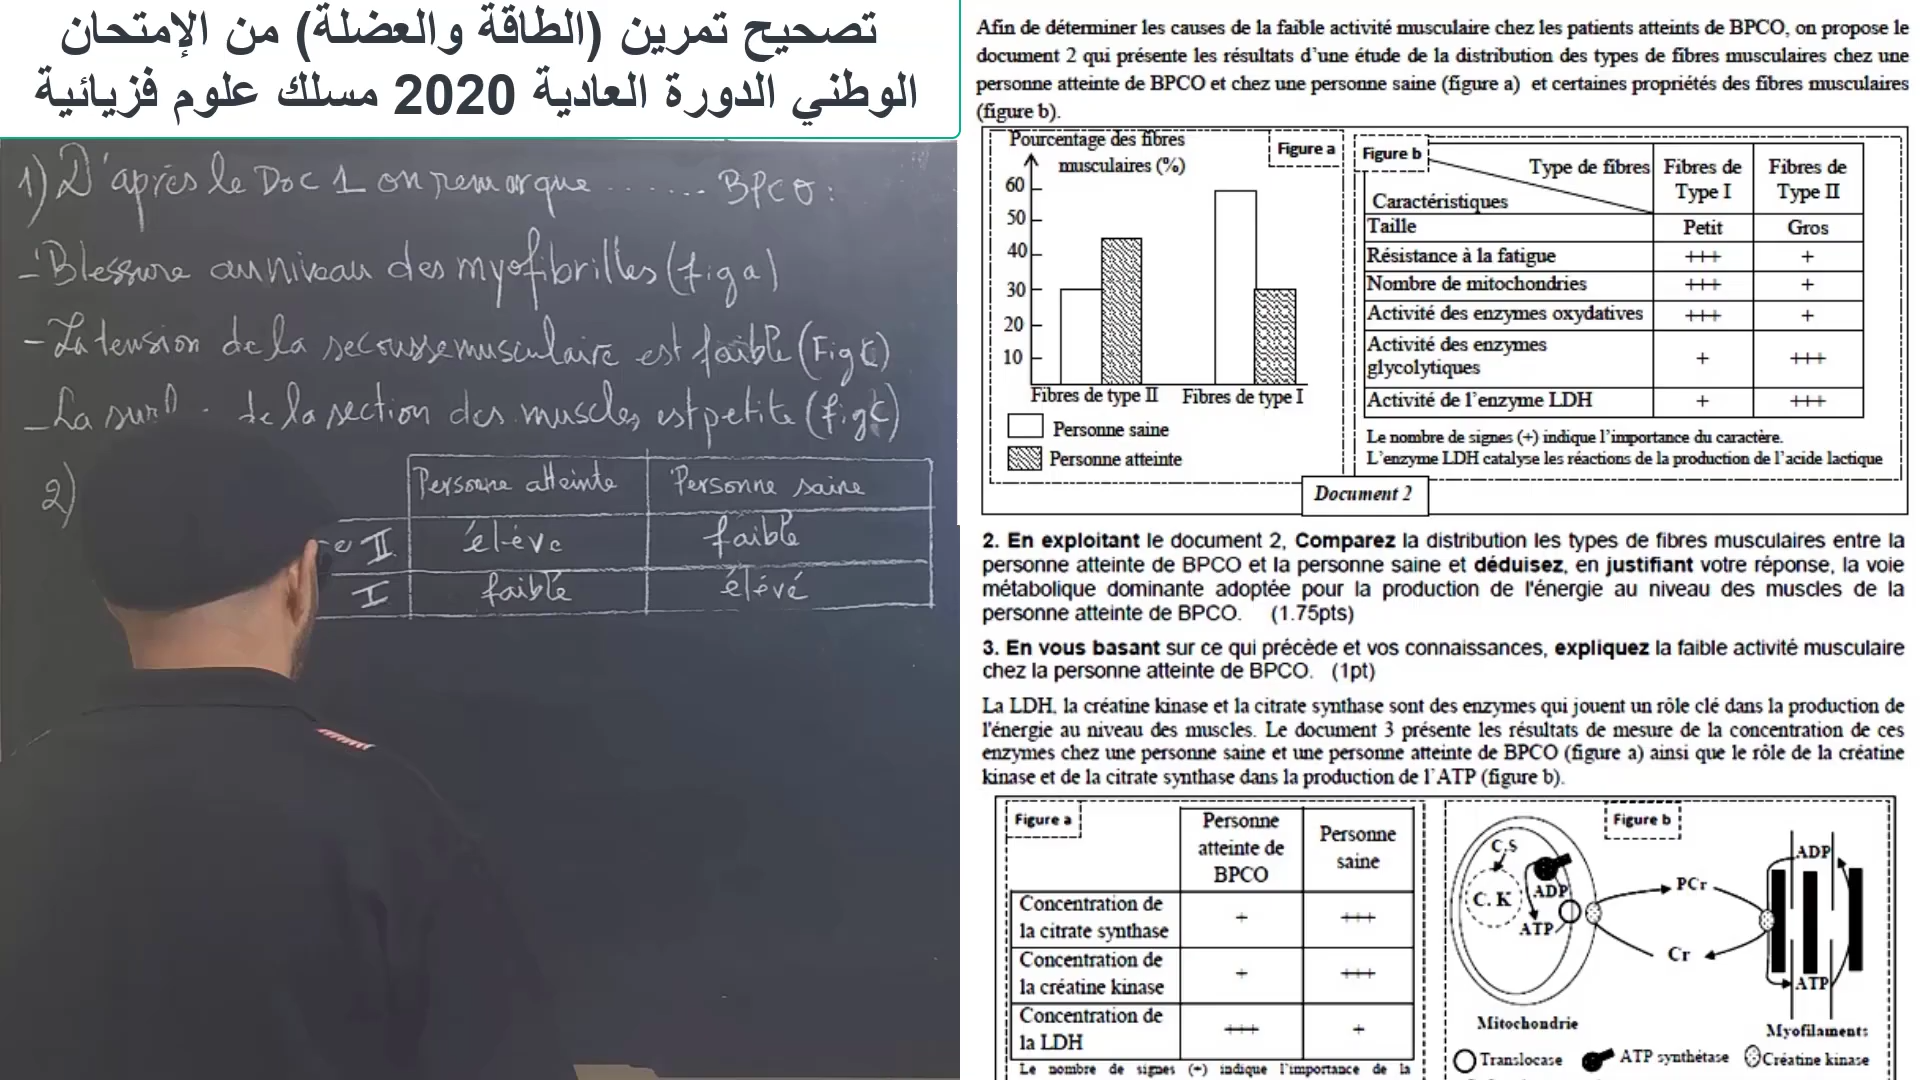 تصحيح تمرين (الطاقة والعضلة) من الإمتحان
الوطني الدورة العادية 2020 مسلك علوم فزيائية
1) D'après le Doc 1 on remarque ....... BPCO :
- Blessure au niveau des myofibrilles (fig a)
- La tension de la secousse musculaire est faible (Fig C)
- La de la section des muscles est petite (fig C)
2)
Personne atteinte Personne saine
II élevé faible
I faible élévé
Afin de déterminer les causes de la faible activité musculaire chez les patients atteints de BPCO, on propose le
document 2 qui présente les résultats d'une étude de la distribution des types de fibres musculaires chez une
personne atteinte de BPCO et chez une personne saine (figure a) et certaines propriétés des fibres musculaires
(figure b).
Pourcentage des fibres
musculaires (%)
Figure a
60
50
40
30
20
10
Fibres de type II Fibres de type I
Personne saine
Personne atteinte
Figure b
Type de fibres
Caractéristiques
Fibres de Type I
Fibres de Type II
Taille Petit Gros
Résistance à la fatigue +++ +
Nombre de mitochondries +++ +
Activité des enzymes oxydatives +++ +
Activité des enzymes
glycolytiques + +++
Activité de l'enzyme LDH + +++
Le nombre de signes (+) indique l'importance du caractère.
L'enzyme LDH catalyse les réactions de la production de l'acide lactique
Document 2
2. En exploitant le document 2, Comparez la distribution les types de fibres musculaires entre la
personne atteinte de BPCO et la personne saine et déduisez, en justifiant votre réponse, la voie
métabolique dominante adoptée pour la production de l'énergie au niveau des muscles de la
personne atteinte de BPCO. (1.75pts)
3. En vous basant sur ce qui précède et vos connaissances, expliquez la faible activité musculaire
chez la personne atteinte de BPCO. (1pt)
La LDH, la créatine kinase et la citrate synthase sont des enzymes qui jouent un rôle clé dans la production de
l'énergie au niveau des muscles. Le document 3 présente les résultats de mesure de la concentration de ces
enzymes chez une personne saine et une personne atteinte de BPCO (figure a) ainsi que le rôle de la créatine
kinase et de la citrate synthase dans la production de l'ATP (figure b).
Figure a
Personne atteinte de BPCO
Personne saine
Concentration de
la citrate synthase + +++
Concentration de
la créatine kinase + +++
Concentration de
la LDH +++ +
Le nombre de signes (+) indique l'importance de la
Figure b
C.S
C. K
ADP
ATP
PCr
Cr
ADP
ATP
Mitochondrie
Myofilaments
Translocase ATP synthétase Créatine kinase